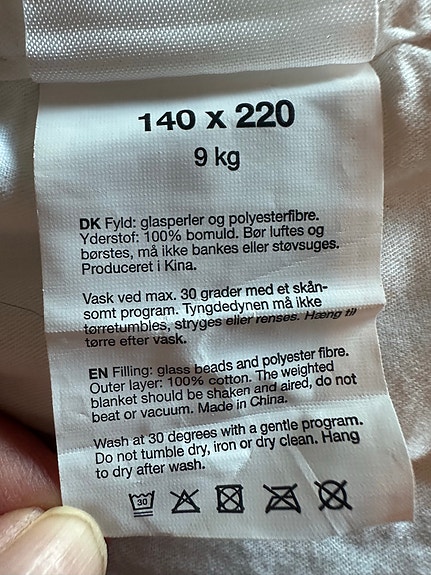 140 x 220
9 kg
DK Fyld: glasperler og polyesterfibre.
Yderstof: 100% bomuld. Bør luftes og
børstes, må ikke bankes eller støvsuges.
Produceret i Kina.
Vask ved max. 30 grader med et skån-
somt program. Tyngdedynen må ikke
tørretumbles, stryges eller renses. Hæng til
tørre efter vask.
EN Filling: glass beads and polyester fibre.
Outer layer: 100% cotton. The weighted
blanket should be shaken and aired, do not
beat or vacuum. Made in China.
Wash at 30 degrees with a gentle program.
Do not tumble dry, iron or dry clean. Hang
to dry after wash.
30